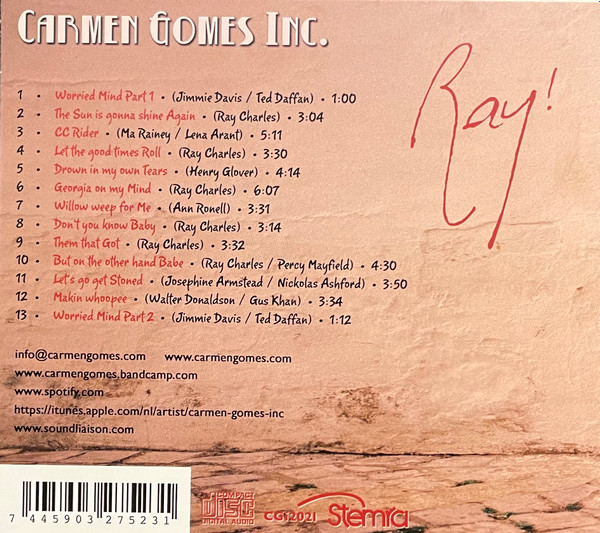 CARMEN GOMES INC.
Ray!
1 • Worried Mind Part 1 • (Jimmie Davis / Ted Daffan) • 1:00
2 • The Sun is gonna shine Again • (Ray Charles) • 3:04
3 • CC Rider • (Ma Rainey / Lena Arant) • 5:11
4 • Let the good times Roll • (Ray Charles) • 3:30
5 • Drown in my own Tears • (Henry Glover) • 4:14
6 • Georgia on my Mind • (Ray Charles) • 6:07
7 • Willow weep for Me • (Ann Ronell) • 3:31
8 • Don't you know Baby • (Ray Charles) • 3:14
9 • Them that Got • (Ray Charles) • 3:32
10 • But on the other hand Babe • (Ray Charles / Percy Mayfield) • 4:30
11 • Let's go get Stoned • (Josephine Armstead / Nickolas Ashford) • 3:50
12 • Makin whoopee • (Walter Donaldson / Gus Khan) • 3:34
13 • Worried Mind Part 2 • (Jimmie Davis / Ted Daffan) • 1:12
info@carmengomes.com www.carmengomes.com
www.carmengomes.bandcamp.com
www.spotify.com
https://itunes.apple.com/nl/artist/carmen-gomes-inc
www.soundliaison.com
7 445903 275231
COMPACT
DISC
DIGITAL AUDIO
CGi2021
Stemra